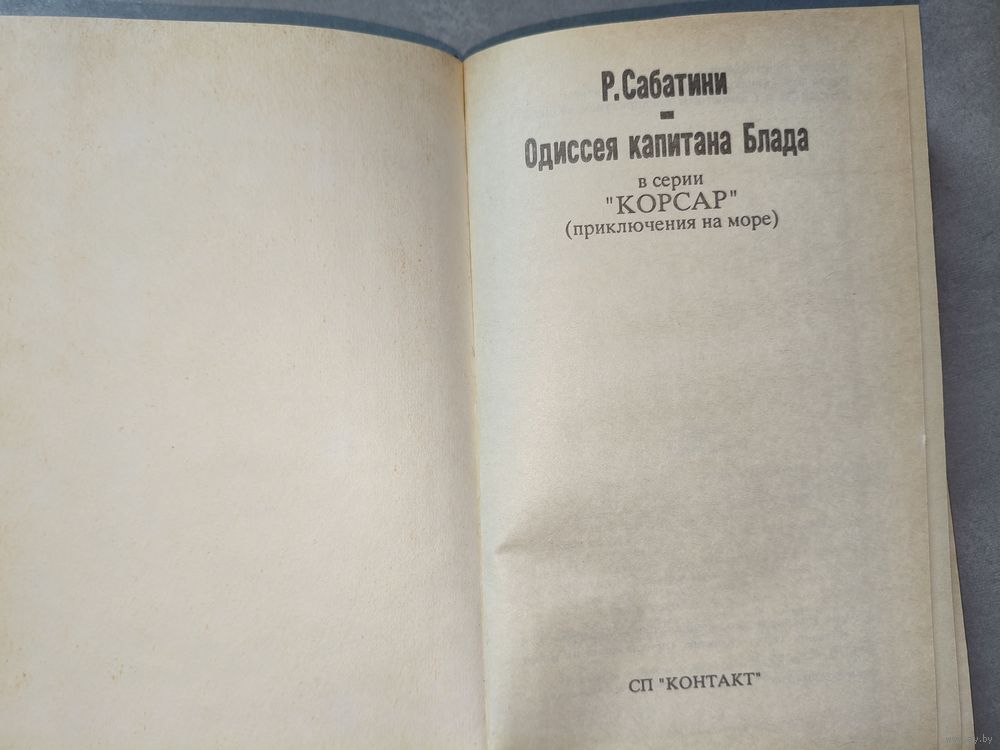 Р.Сабатини
-
Одиссея капитана Блада
в серии
"КОРСАР"
(приключения на море)
СП "КОНТАКТ"